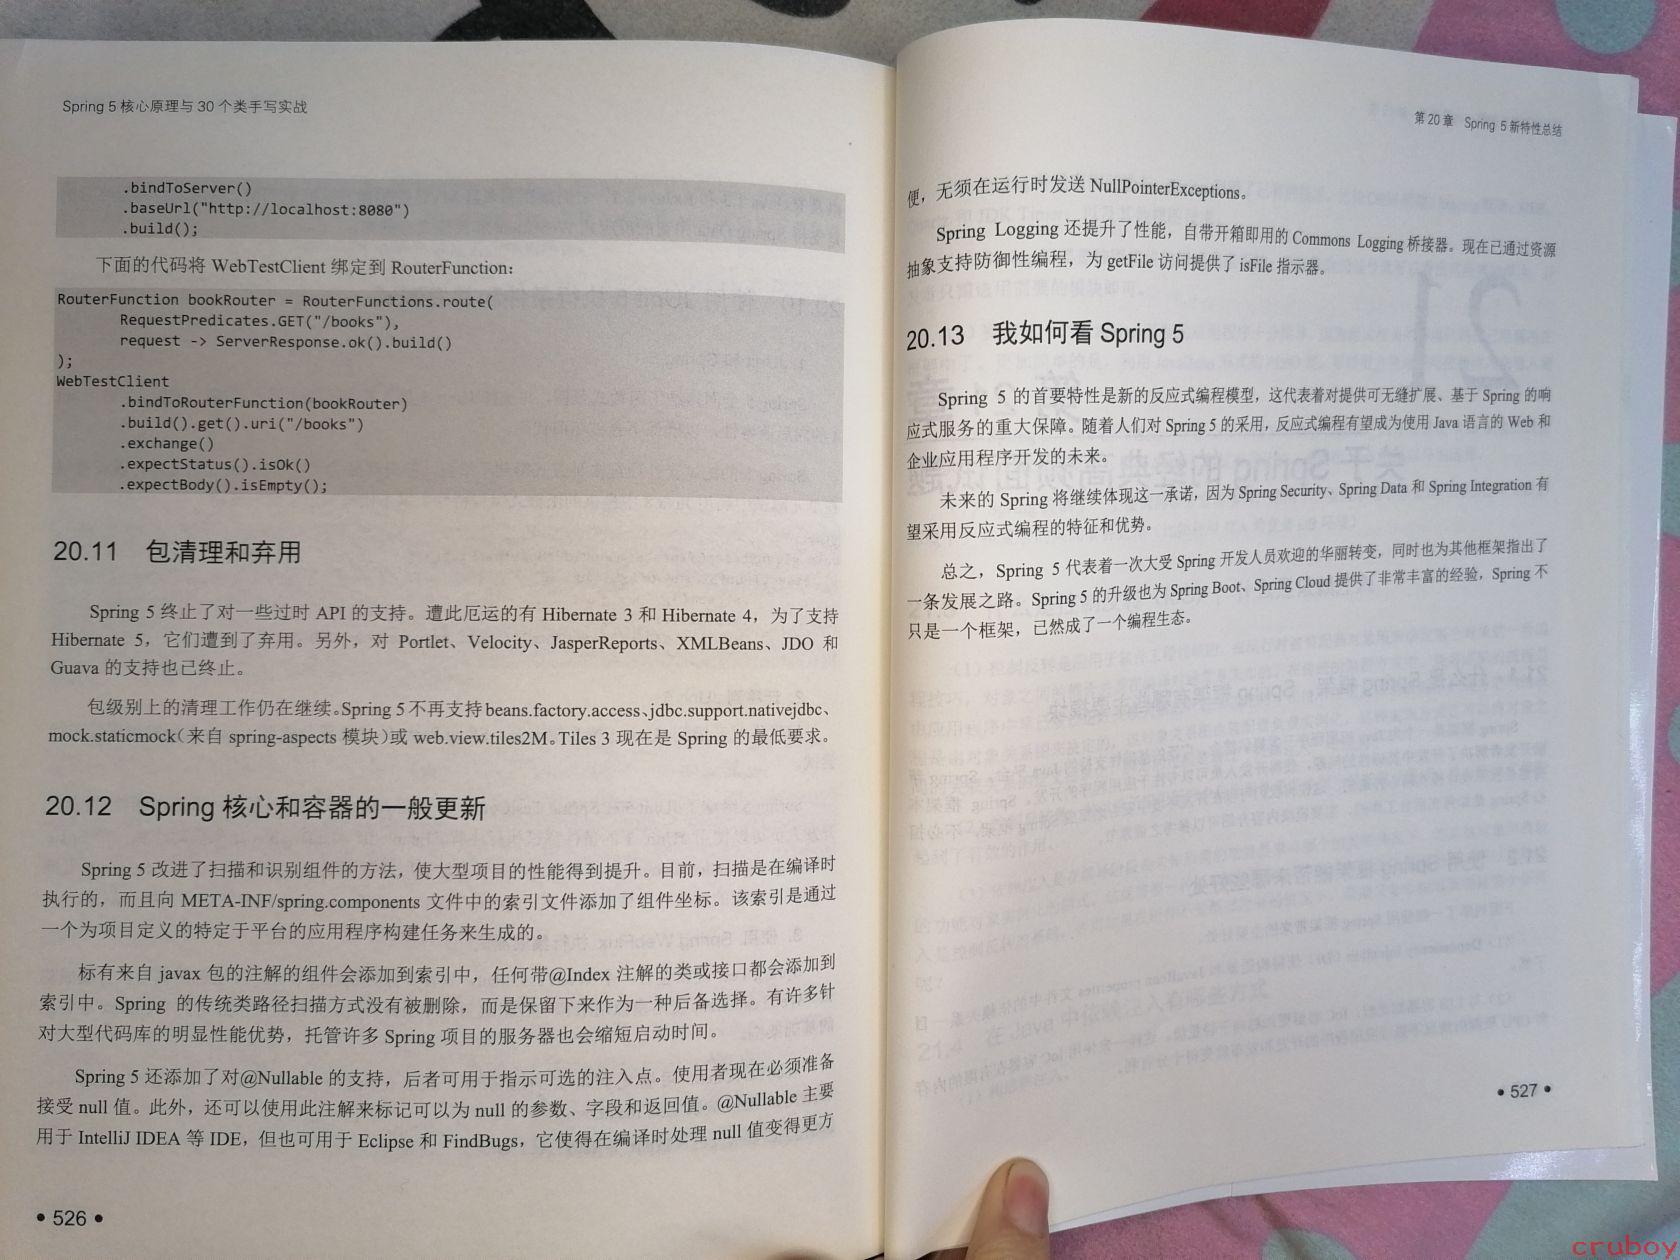 Spring 5 核心原理与 30 个类手写实战
.bindToServer()
.baseUrl("http://localhost:8080")
.build();
下面的代码将 WebTestClient 绑定到 RouterFunction:
RouterFunction bookRouter = RouterFunctions.route(
RequestPredicates.GET("/books"),
request -> ServerResponse.ok().build()
);
WebTestClient
.bindToRouterFunction(bookRouter)
.build().get().uri("/books")
.exchange()
.expectStatus().isOk()
.expectBody().isEmpty();
20.11 包清理和弃用
Spring 5 终止了对一些过时 API 的支持。遭此厄运的有 Hibernate 3 和 Hibernate 4，为了支持
Hibernate 5，它们遭到了弃用。另外，对 Portlet、Velocity、JasperReports、XMLBeans、JDO 和
Guava 的支持也已终止。
包级别上的清理工作仍在继续。Spring 5 不再支持 beans.factory.access、jdbc.support.nativejdbc、
mock.staticmock（来自 spring-aspects 模块）或 web.view.tiles2M。Tiles 3 现在是 Spring 的最低要求。
20.12 Spring 核心和容器的一般更新
Spring 5 改进了扫描和识别组件的方法，使大型项目的性能得到提升。目前，扫描是在编译时
执行的，而且向 META-INF/spring.components 文件中的索引文件添加了组件坐标。该索引是通过
一个为项目定义的特定于平台的应用程序构建任务来生成的。
标有来自 javax 包的注解的组件会添加到索引中，任何带@Index 注解的类或接口都会添加到
索引中。Spring 的传统类路径扫描方式没有被删除，而是保留下来作为一种后备选择。有许多针
对大型代码库的明显性能优势，托管许多 Spring 项目的服务器也会缩短启动时间。
Spring 5 还添加了对@Nullable 的支持，后者可用于指示可选的注入点。使用者现在必须准备
接受 null 值。此外，还可以使用此注解来标记可以为 null 的参数、字段和返回值。@Nullable 主要
用于 IntelliJ IDEA 等 IDE，但也可用于 Eclipse 和 FindBugs，它使得在编译时处理 null 值变得更方
• 526 •
第 20 章 Spring 5 新特性总结
便，无须在运行时发送 NullPointerExceptions。
Spring Logging 还提升了性能，自带开箱即用的 Commons Logging 桥接器。现在已通过资源
抽象支持防御性编程，为 getFile 访问提供了 isFile 指示器。
20.13 我如何看 Spring 5
Spring 5 的首要特性是新的反应式编程模型，这代表着对提供可无缝扩展、基于 Spring 的响
应式服务的重大保障。随着人们对 Spring 5 的采用，反应式编程有望成为使用 Java 语言的 Web 和
企业应用程序开发的未来。
未来的 Spring 将继续体现这一承诺，因为 Spring Security、Spring Data 和 Spring Integration 有
望采用反应式编程的特征和优势。
总之，Spring 5 代表着一次大受 Spring 开发人员欢迎的华丽转变，同时也为其他框架指出了
一条发展之路。Spring 5 的升级也为 Spring Boot、Spring Cloud 提供了非常丰富的经验，Spring 不
只是一个框架，已然成了一个编程生态。
• 527 •
cruboy